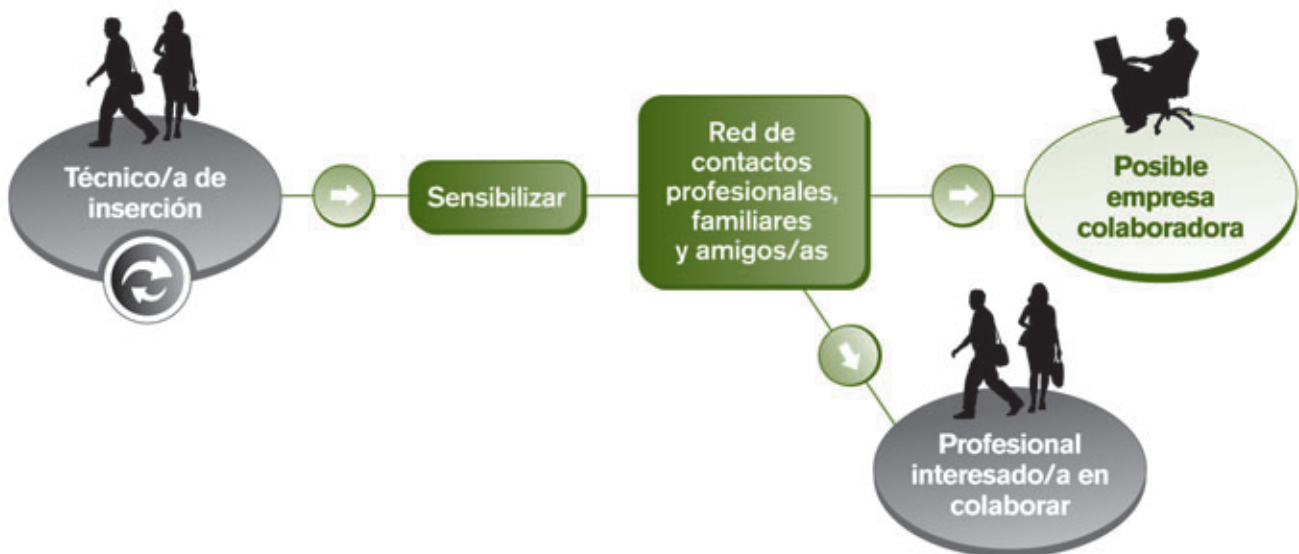 Técnico/a de
inserción
Sensibilizar
Red de
contactos
profesionales,
familiares
y amigos/as
Posible
empresa
colaboradora
Profesional
interesado/a en
colaborar